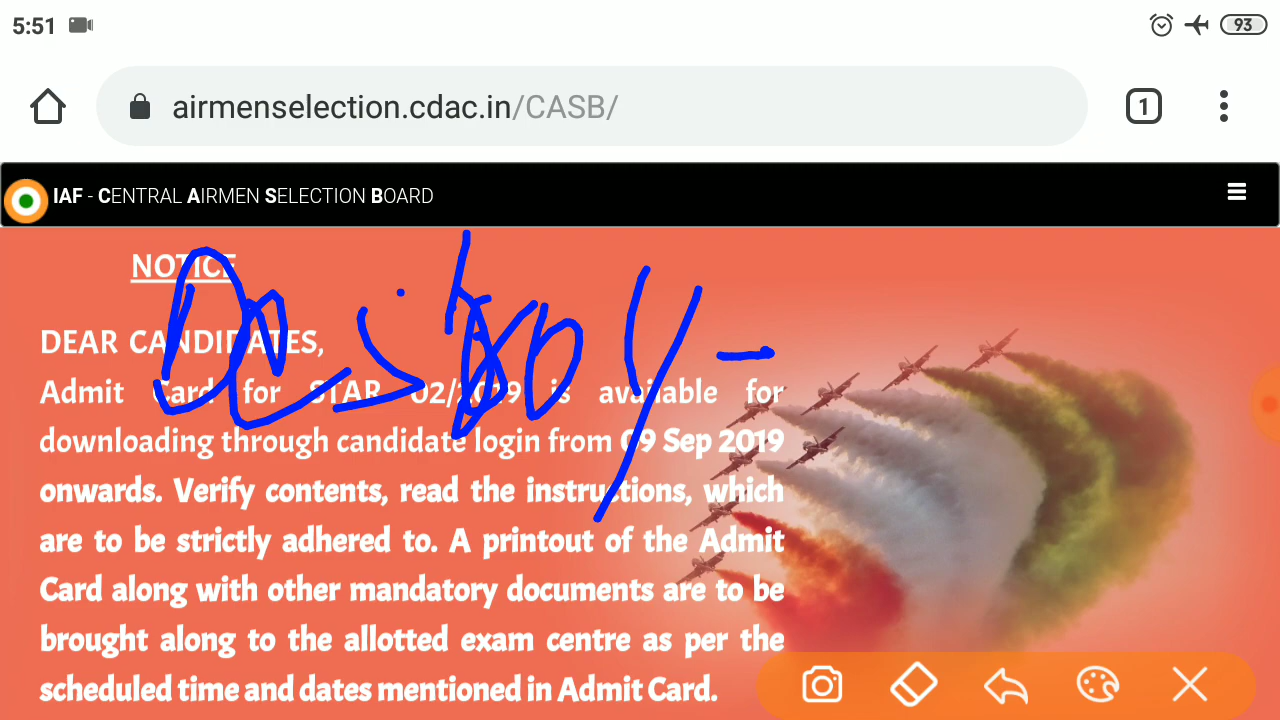 5:51
93
airmenselection.cdac.in/CASB/
1
IAF - CENTRAL AIRMEN SELECTION BOARD
NOTICE
DEAR CANDIDATES,
Admit Card for STAR 02/2019 is available for
downloading through candidate login from 09 Sep 2019
onwards. Verify contents, read the instructions, which
are to be strictly adhered to. A printout of the Admit
Card along with other mandatory documents are to be
brought along to the allotted exam centre as per the
scheduled time and dates mentioned in Admit Card.